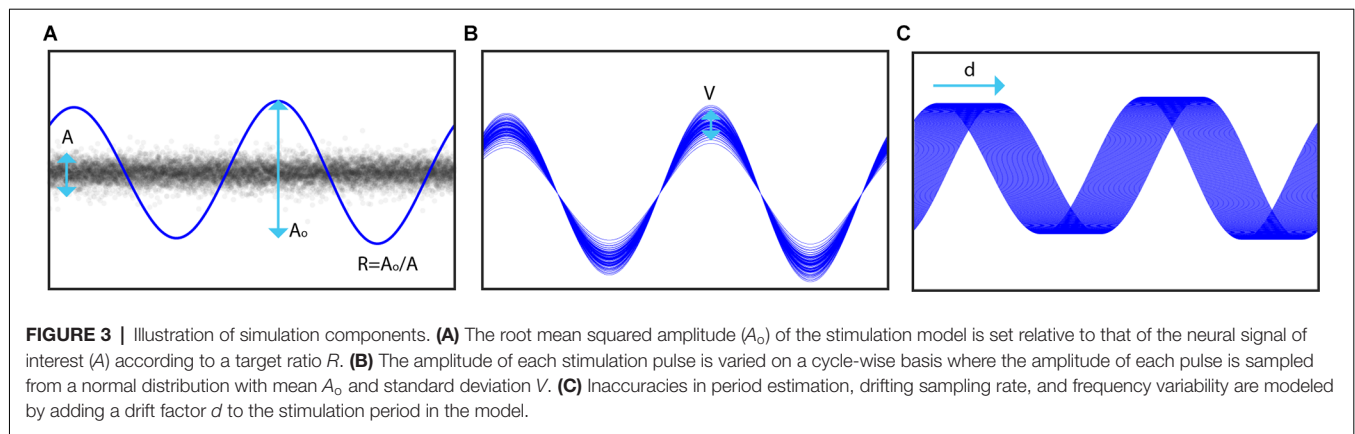 A
B
C
A
Aₒ
R=Aₒ/A
V
d
FIGURE 3 | Illustration of simulation components. (A) The root mean squared amplitude (Aₒ) of the stimulation model is set relative to that of the neural signal of
interest (A) according to a target ratio R. (B) The amplitude of each stimulation pulse is varied on a cycle-wise basis where the amplitude of each pulse is sampled
from a normal distribution with mean Aₒ and standard deviation V. (C) Inaccuracies in period estimation, drifting sampling rate, and frequency variability are modeled
by adding a drift factor d to the stimulation period in the model.